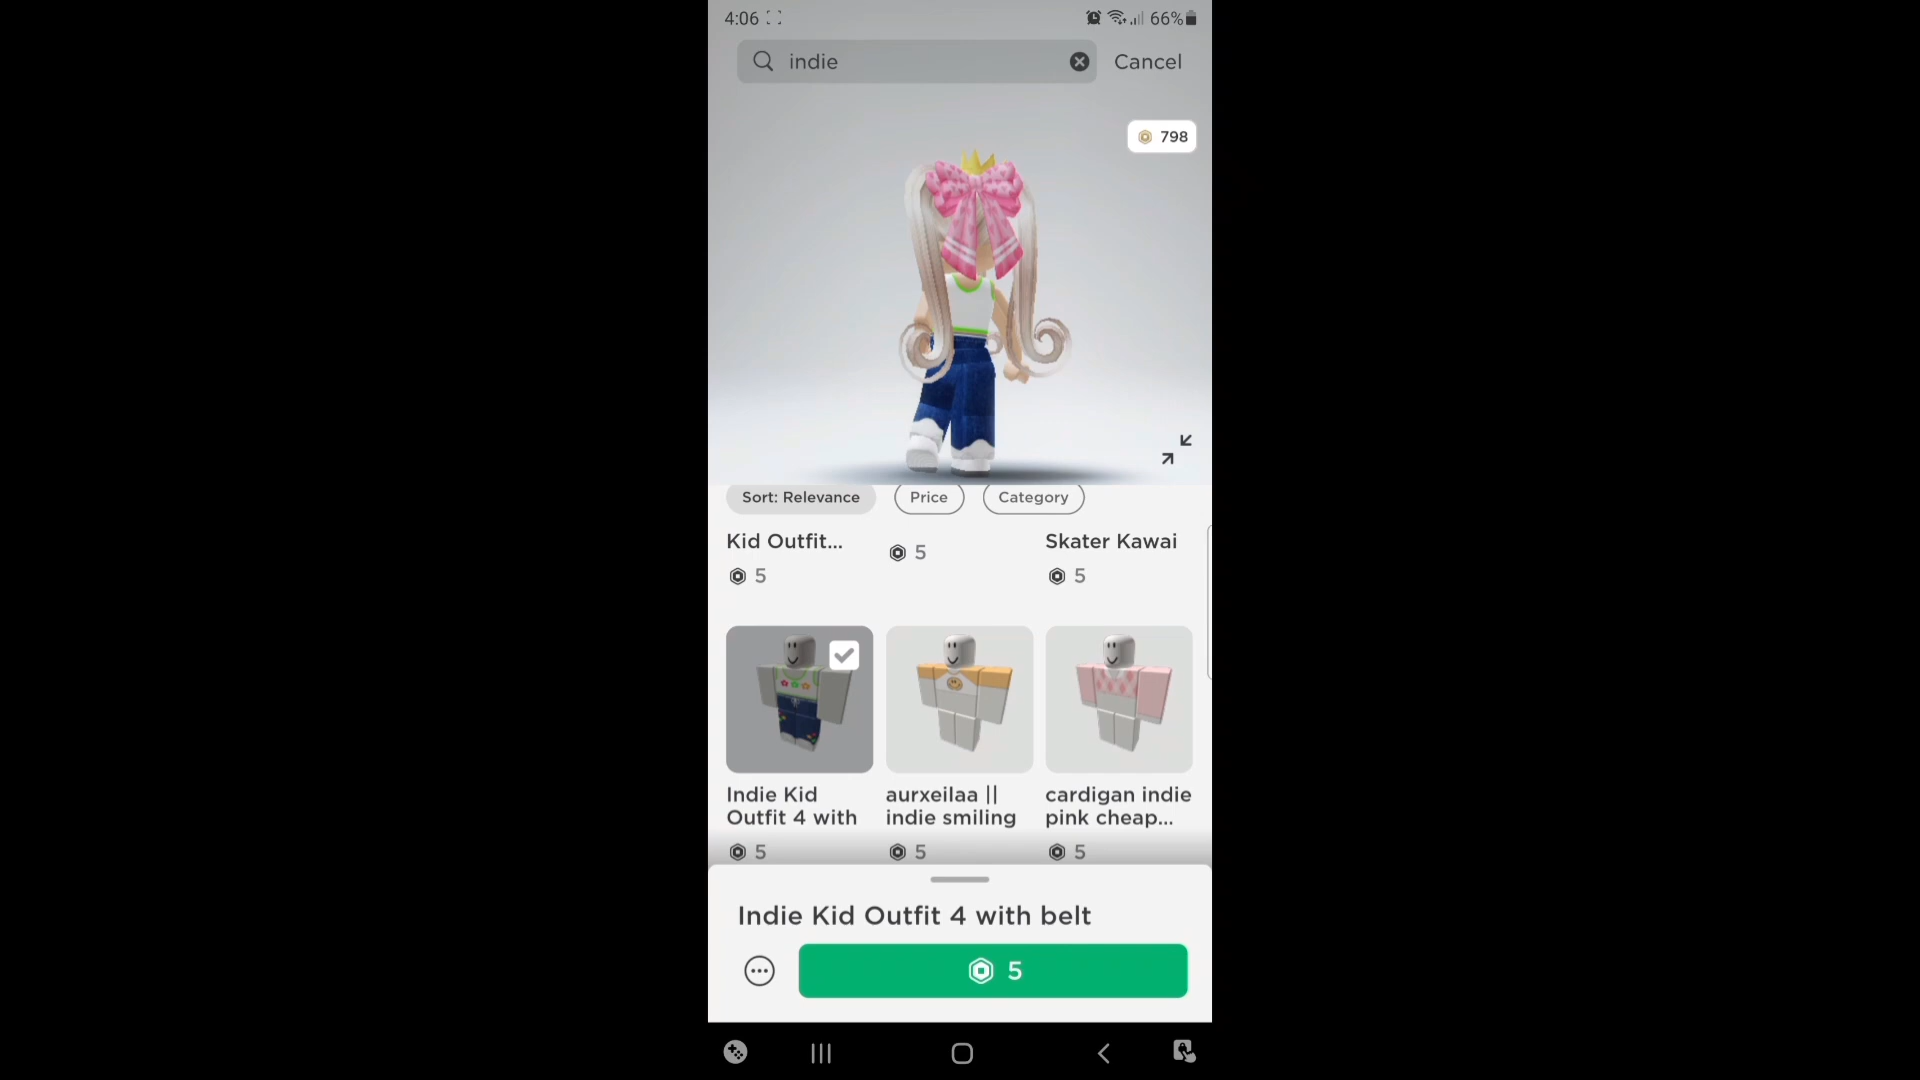 4:06
66%
indie
Cancel
798
Sort: Relevance
Price
Category
Kid Outfit...
5
Skater Kawai
5
5
Indie Kid
Outfit 4 with
aurxeilaa ||
indie smiling
cardigan indie
pink cheap...
5
5
5
Indie Kid Outfit 4 with belt
5